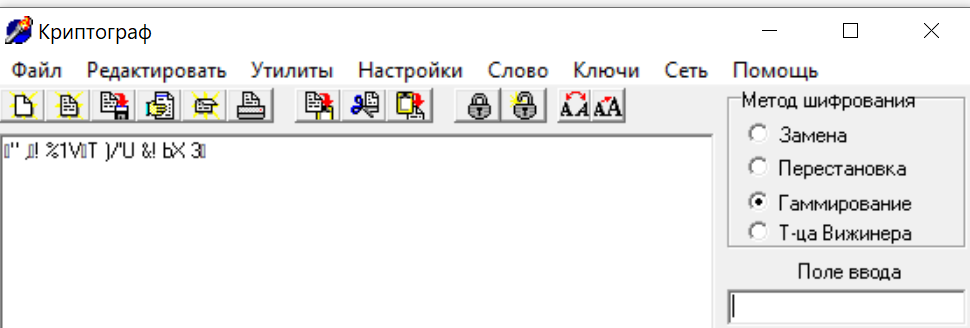 Криптограф
Файл Редактировать Утилиты Настройки Слово Ключи Сеть Помощь
Метод шифрования
Замена
Перестановка
Гаммирование
Т-ца Вижинера
Поле ввода